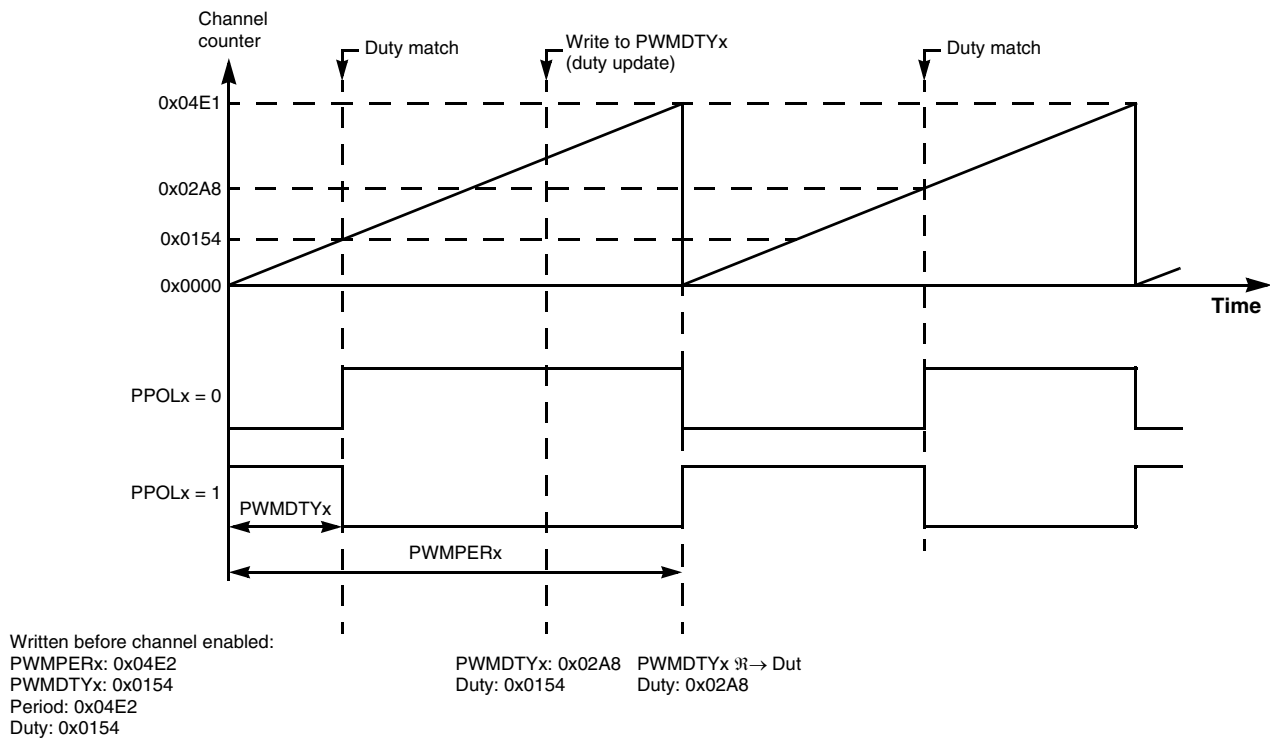 Channel
counter
Duty match
Write to PWMDTYx
(duty update)
Duty match
0x04E1
0x02A8
0x0154
0x0000
Time
PPOLx = 0
PPOLx = 1
PWMDTYx
PWMPERx
Written before channel enabled:
PWMPERx: 0x04E2
PWMDTYx: 0x0154
Period: 0x04E2
Duty: 0x0154
PWMDTYx: 0x02A8
Duty: 0x0154
PWMDTYx ℜ→ Dut
Duty: 0x02A8